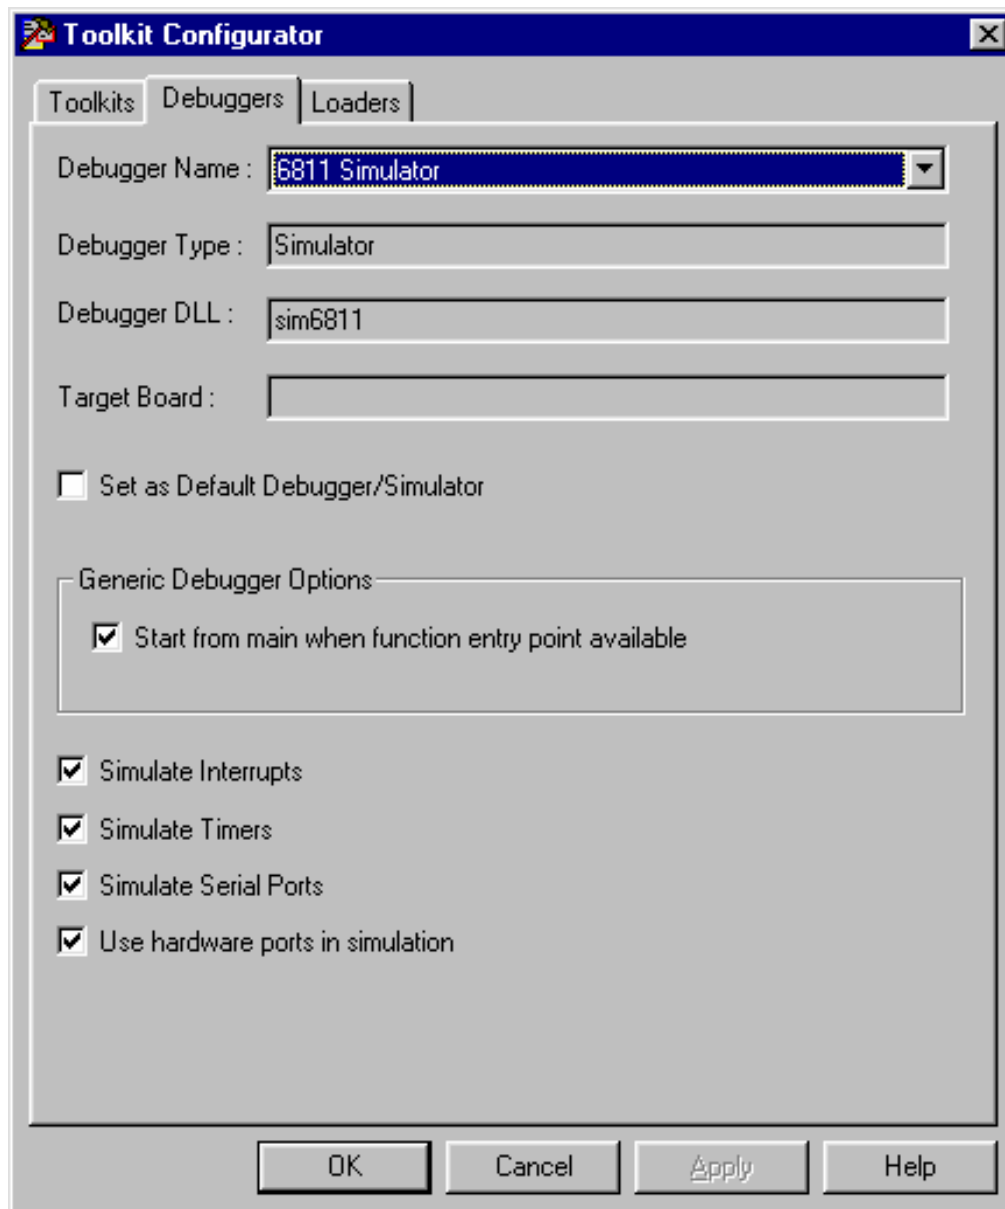 Toolkit Configurator
Toolkits Debuggers Loaders
Debugger Name : 6811 Simulator
Debugger Type : Simulator
Debugger DLL : sim6811
Target Board :
Set as Default Debugger/Simulator
Generic Debugger Options
Start from main when function entry point available
Simulate Interrupts
Simulate Timers
Simulate Serial Ports
Use hardware ports in simulation
OK Cancel Apply Help